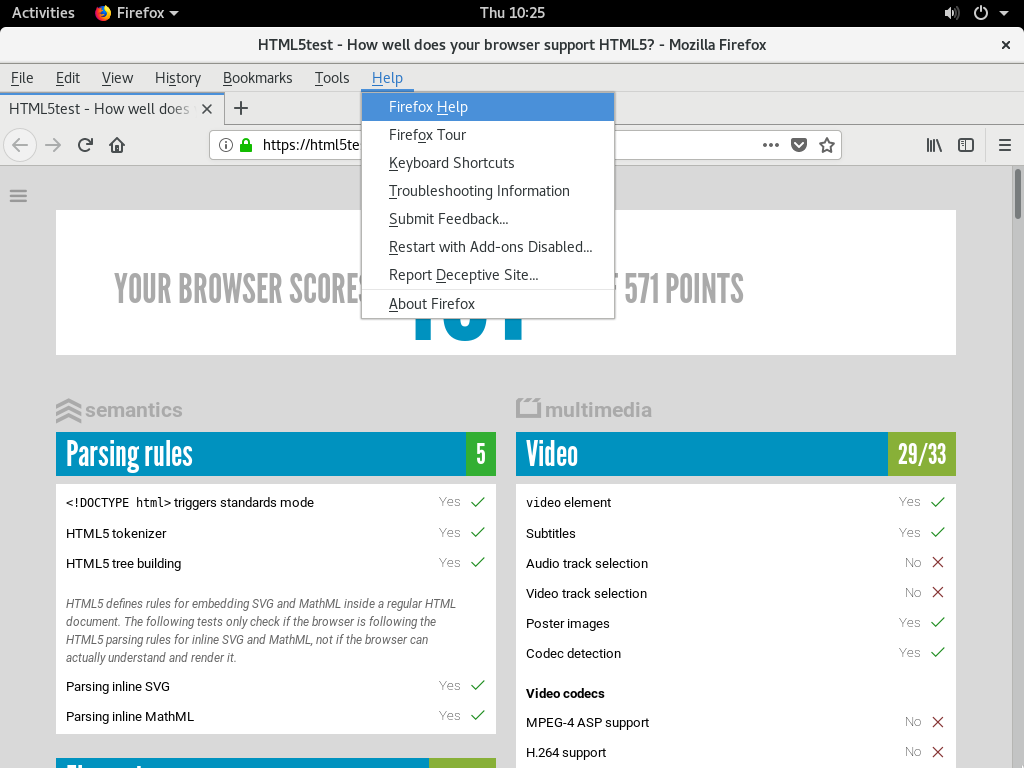 Activities Firefox Thu 10:25
HTML5test - How well does your browser support HTML5? - Mozilla Firefox
File Edit View History Bookmarks Tools Help
HTML5test - How well does
https://html5te
Firefox Help
Firefox Tour
Keyboard Shortcuts
Troubleshooting Information
Submit Feedback...
Restart with Add-ons Disabled...
Report Deceptive Site...
About Firefox
YOUR BROWSER SCORES 571 POINTS
semantics
Parsing rules 5
<!DOCTYPE html> triggers standards mode Yes
HTML5 tokenizer Yes
HTML5 tree building Yes
HTML5 defines rules for embedding SVG and MathML inside a regular HTML
document. The following tests only check if the browser is following the
HTML5 parsing rules for inline SVG and MathML, not if the browser can
actually understand and render it.
Parsing inline SVG Yes
Parsing inline MathML Yes
multimedia
Video 29/33
video element Yes
Subtitles Yes
Audio track selection No
Video track selection No
Poster images Yes
Codec detection Yes
Video codecs
MPEG-4 ASP support No
H.264 support No